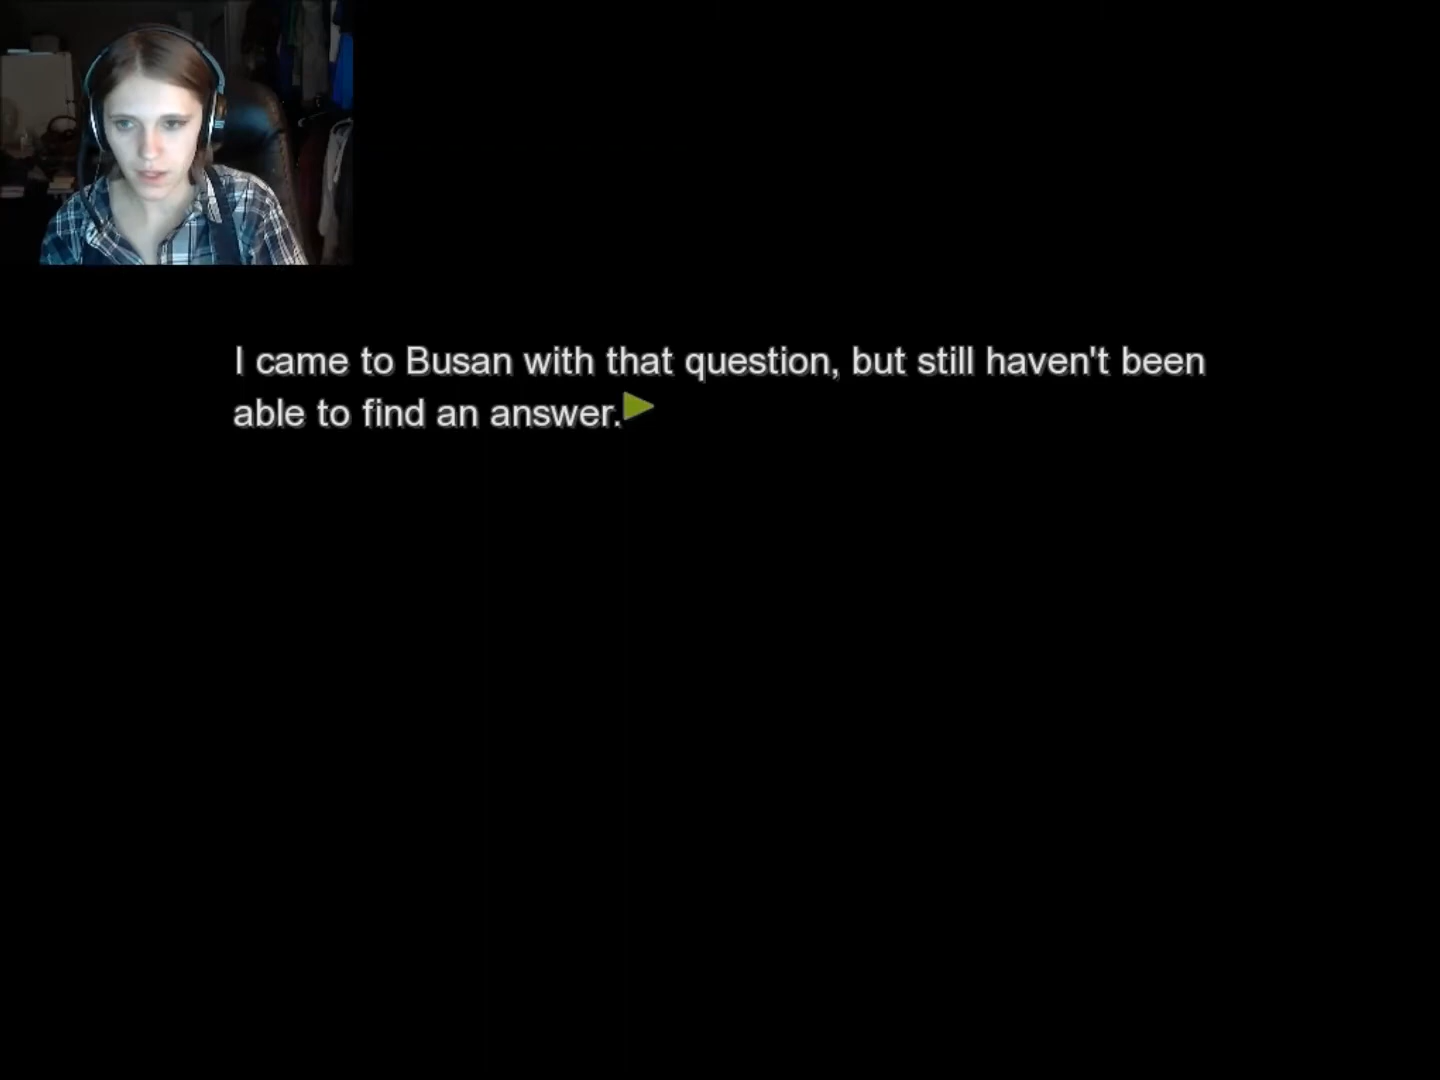 I came to Busan with that question, but still haven't been
able to find an answer.